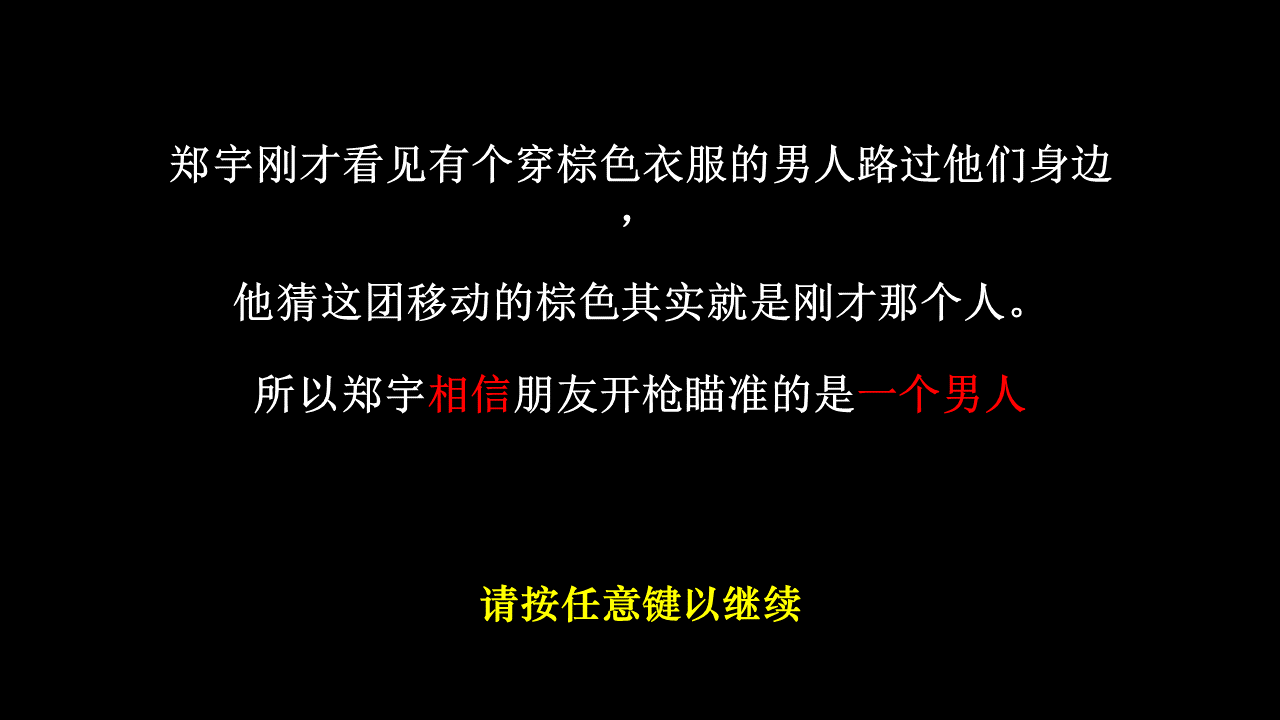 郑宇刚才看见有个穿棕色衣服的男人路过他们身边
，
他猜这团移动的棕色其实就是刚才那个人。
所以郑宇相信朋友开枪瞄准的是一个男人
请按任意键以继续